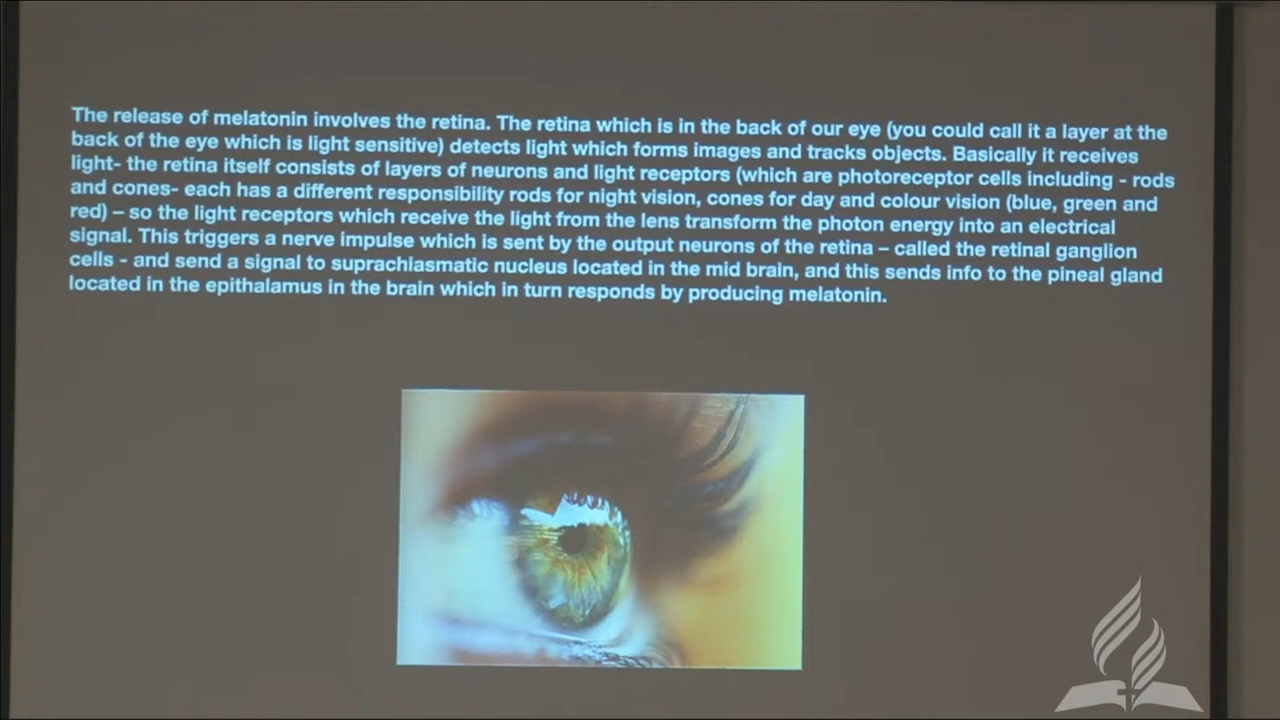 The release of melatonin involves the retina. The retina which is in the back of our eye (you could call it a layer at the
back of the eye which is light sensitive) detects light which forms images and tracks objects. Basically it receives
light- the retina itself consists of layers of neurons and light receptors (which are photoreceptor cells including - rods
and cones- each has a different responsibility rods for night vision, cones for day and colour vision (blue, green and
red) – so the light receptors which receive the light from the lens transform the photon energy into an electrical
signal. This triggers a nerve impulse which is sent by the output neurons of the retina – called the retinal ganglion
cells - and send a signal to suprachiasmatic nucleus located in the mid brain, and this sends info to the pineal gland
located in the epithalamus in the brain which in turn responds by producing melatonin.